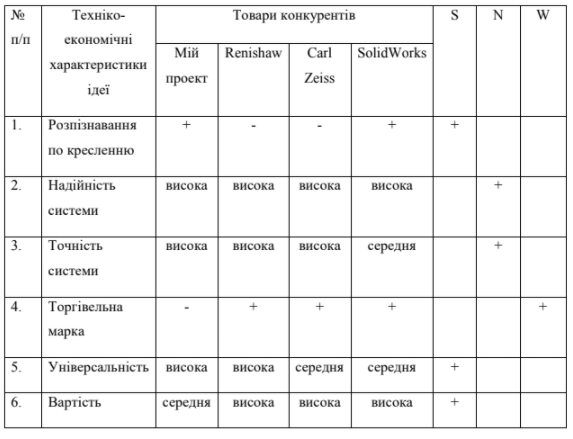 № Техніко- Товари конкурентів S N W
п/п економічні
характеристики Мій Renishaw Carl SolidWorks
ідеї проект Zeiss
1. Розпізнавання + - - + +
по кресленню
2. Надійність висока висока висока висока +
системи
3. Точність висока висока висока середня +
системи
4. Торгівельна - + + + +
марка
5. Універсальність висока висока середня середня +
6. Вартість середня висока висока висока +